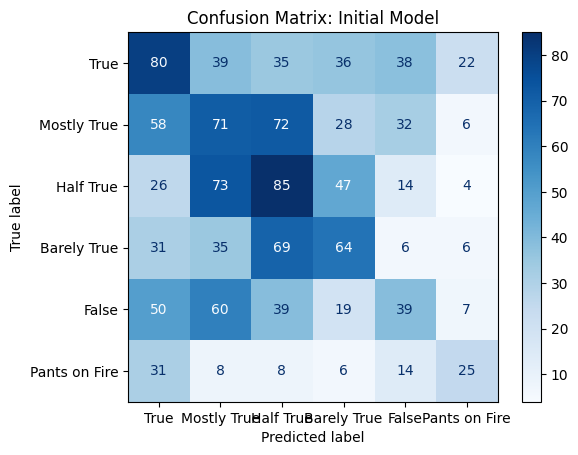 Confusion Matrix: Initial Model
True label
True 80 39 35 36 38 22
Mostly True 58 71 72 28 32 6
Half True 26 73 85 47 14 4
Barely True 31 35 69 64 6 6
False 50 60 39 19 39 7
Pants on Fire 31 8 8 6 14 25
True Mostly True Half True Barely True False Pants on Fire
Predicted label
80
70
60
50
40
30
20
10